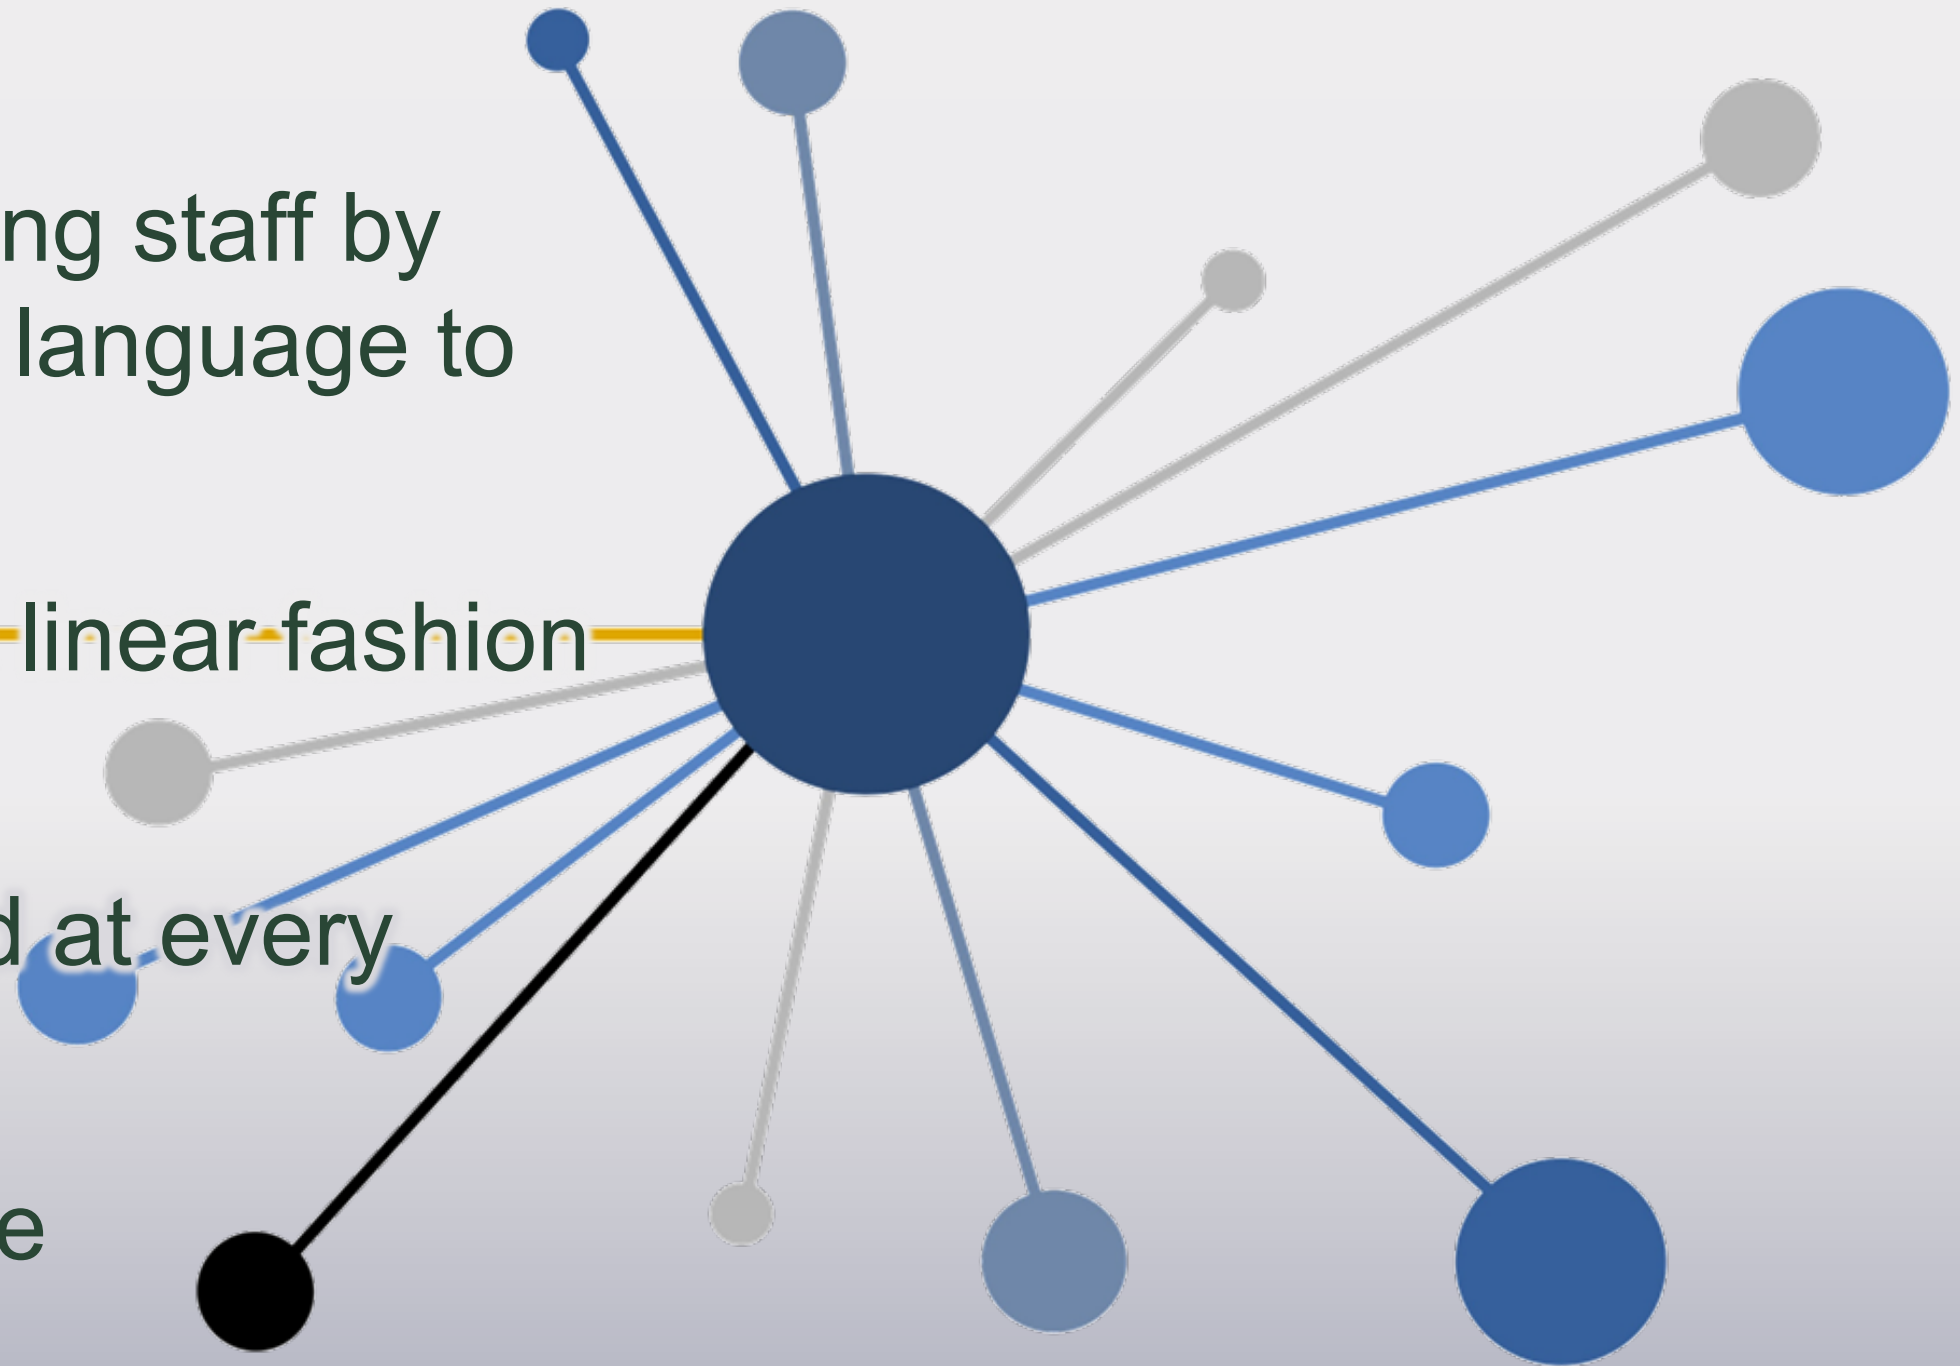 ng staff by
language to
linear fashion
d at every
e